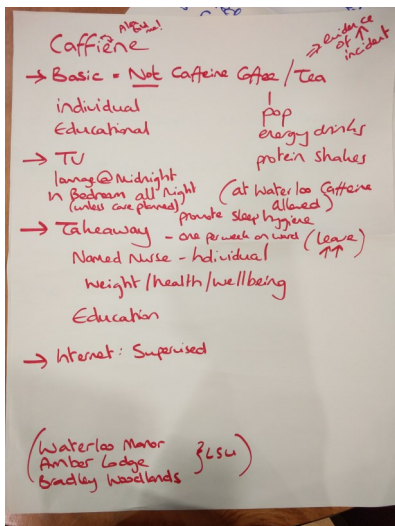 Caffiène
=> evidence of ↑ incident
→ Basic = Not Caffeine Coffee / Tea
individual
pop
Educational
energy drinks
protein shakes
→ TV
lounge @ Midnight
in Bedroom all Night
(unless care planned)
(at Waterloo Caffeine allowed)
promote sleep hygiene
→ Takeaway - one per week on ward (Leave) ↑↑
Named Nurse - Individual
weight / health / wellbeing
Education
→ Internet : Supervised
(Waterloo Manor
Amber Lodge } LSU)
Bradley Woodlands